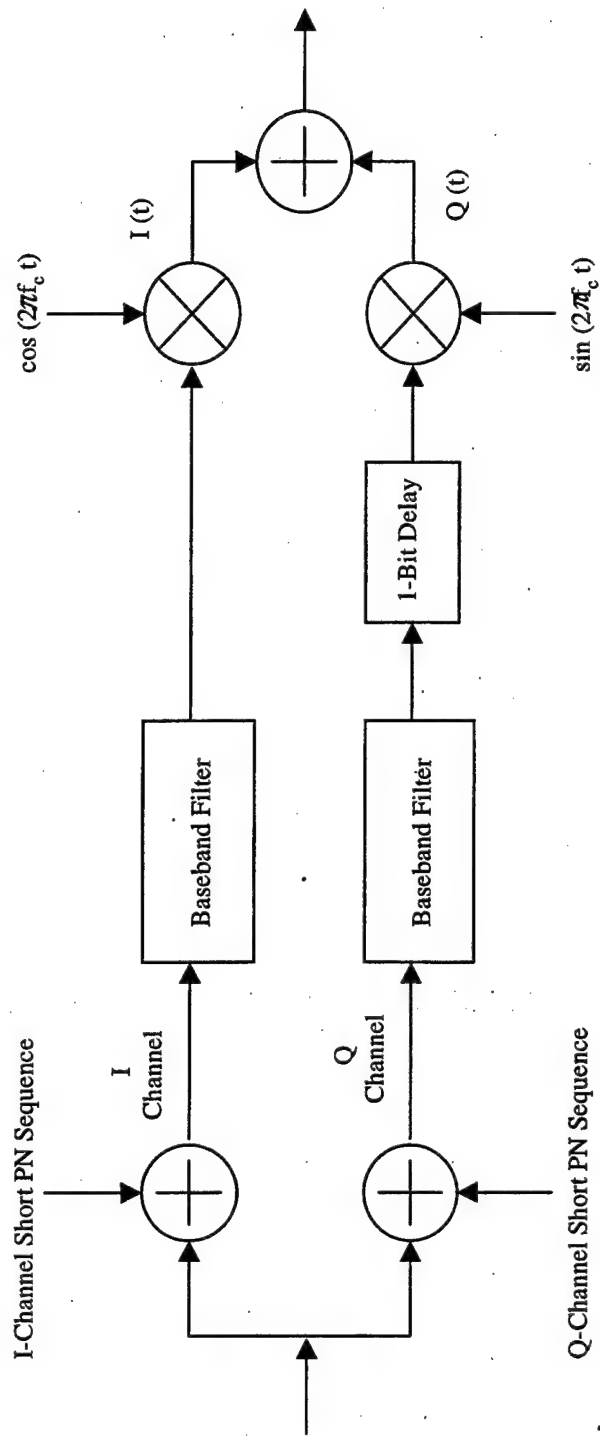 I-Channel Short PN Sequence
I
Channel
Baseband Filter
cos (2πf_c t)
I (t)
Q
Channel
Baseband Filter
1-Bit Delay
Q (t)
Q-Channel Short PN Sequence
sin (2πf_c t)